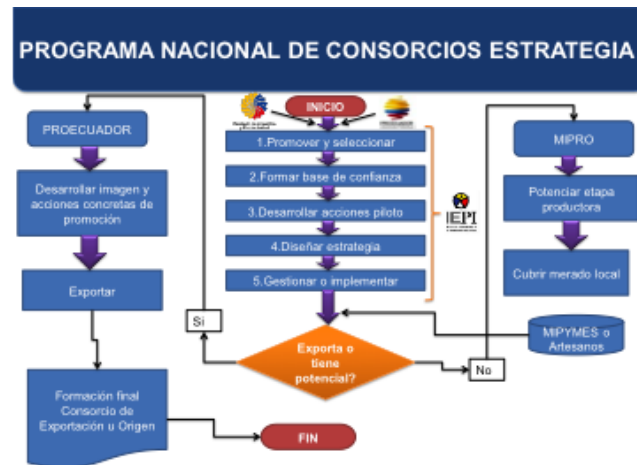 PROGRAMA NACIONAL DE CONSORCIOS ESTRATEGIA
INICIO
PROECUADOR
MIPRO
1.Promover y seleccionar
2.Formar base de confianza
3.Desarrollar acciones piloto
4.Diseñar estrategia
5.Gestionar o implementar
IEPI
Desarrollar imagen y
acciones concretas de
promoción
Exportar
Potenciar etapa
productora
Cubrir merado local
Si
Exporta o
tiene
potencial?
No
MIPYMES o
Artesanos
Formación final
Consorcio de
Exportación u Origen
FIN